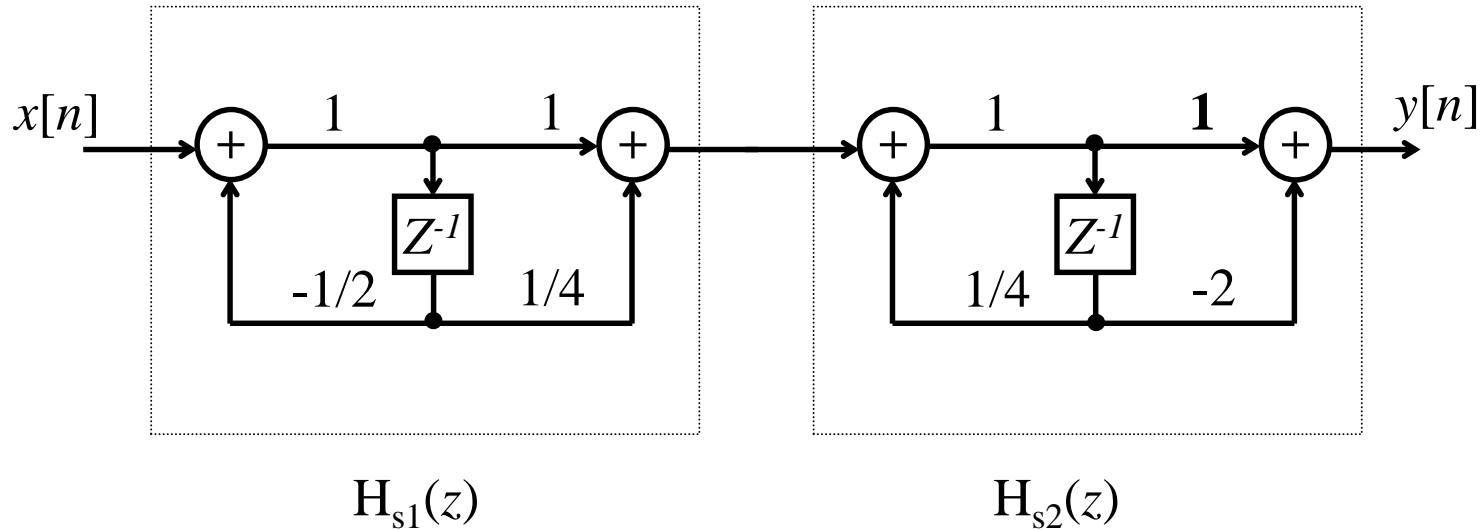 x[n] + 1 1 + + 1 1 + y[n]
Z⁻¹ Z⁻¹
-1/2 1/4 1/4 -2
Hₛ₁(z) Hₛ₂(z)